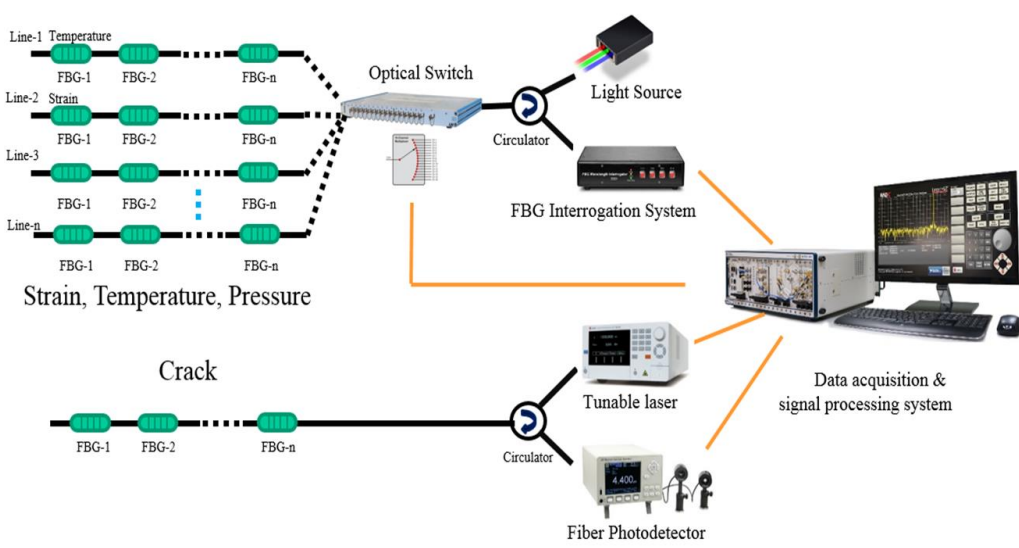 Line-1 Temperature
FBG-1 FBG-2 FBG-n
Line-2 Strain
FBG-1 FBG-2 FBG-n
Line-3
FBG-1 FBG-2 FBG-n
Line-n
FBG-1 FBG-2 FBG-n
Strain, Temperature, Pressure
Optical Switch
Circulator
Light Source
FBG Interrogation System
Crack
FBG-1 FBG-2 FBG-n
Circulator
Tunable laser
4.400
Fiber Photodetector
Data acquisition &
signal processing system